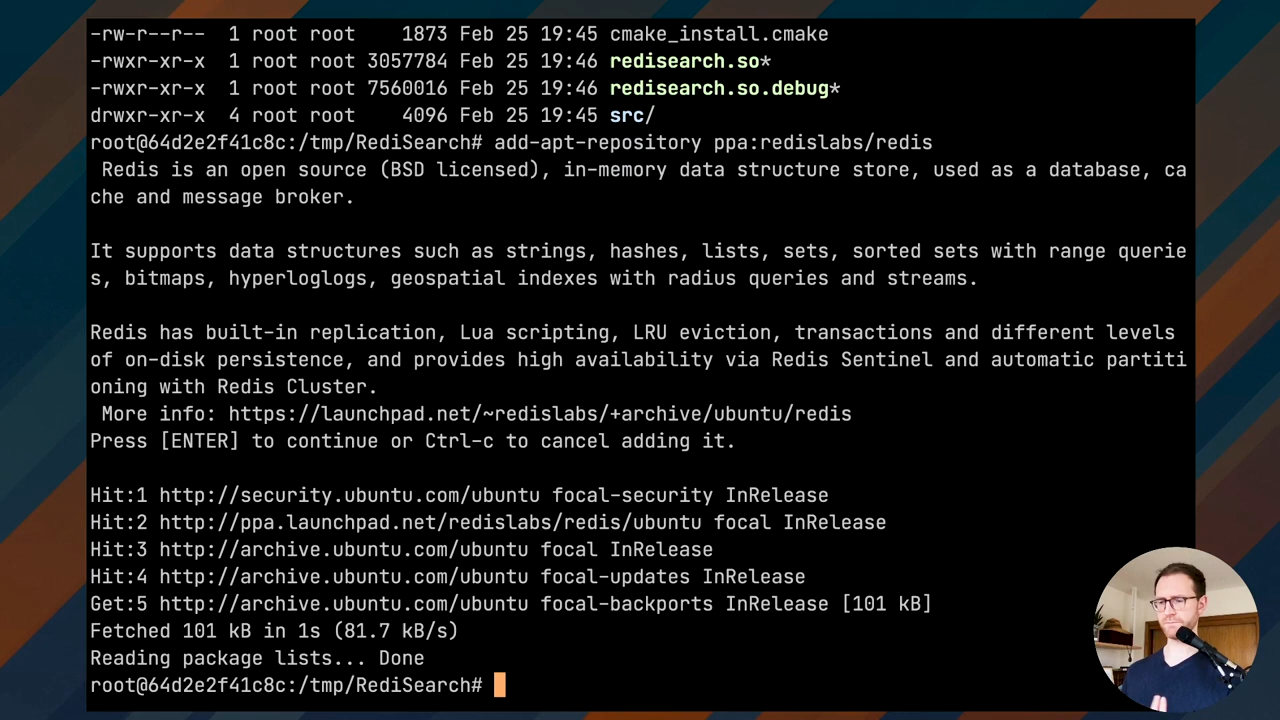 -rw-r--r--  1 root root    1873 Feb 25 19:45 cmake_install.cmake
-rwxr-xr-x  1 root root 3057784 Feb 25 19:46 redisearch.so*
-rwxr-xr-x  1 root root 7560016 Feb 25 19:46 redisearch.so.debug*
drwxr-xr-x  4 root root    4096 Feb 25 19:45 src/
root@64d2e2f41c8c:/tmp/RediSearch# add-apt-repository ppa:redislabs/redis
 Redis is an open source (BSD licensed), in-memory data structure store, used as a database, ca
che and message broker.

It supports data structures such as strings, hashes, lists, sets, sorted sets with range querie
s, bitmaps, hyperloglogs, geospatial indexes with radius queries and streams.

Redis has built-in replication, Lua scripting, LRU eviction, transactions and different levels
of on-disk persistence, and provides high availability via Redis Sentinel and automatic partiti
oning with Redis Cluster.
 More info: https://launchpad.net/~redislabs/+archive/ubuntu/redis
Press [ENTER] to continue or Ctrl-c to cancel adding it.

Hit:1 http://security.ubuntu.com/ubuntu focal-security InRelease
Hit:2 http://ppa.launchpad.net/redislabs/redis/ubuntu focal InRelease
Hit:3 http://archive.ubuntu.com/ubuntu focal InRelease
Hit:4 http://archive.ubuntu.com/ubuntu focal-updates InRelease
Get:5 http://archive.ubuntu.com/ubuntu focal-backports InRelease [101 kB]
Fetched 101 kB in 1s (81.7 kB/s)
Reading package lists... Done
root@64d2e2f41c8c:/tmp/RediSearch#